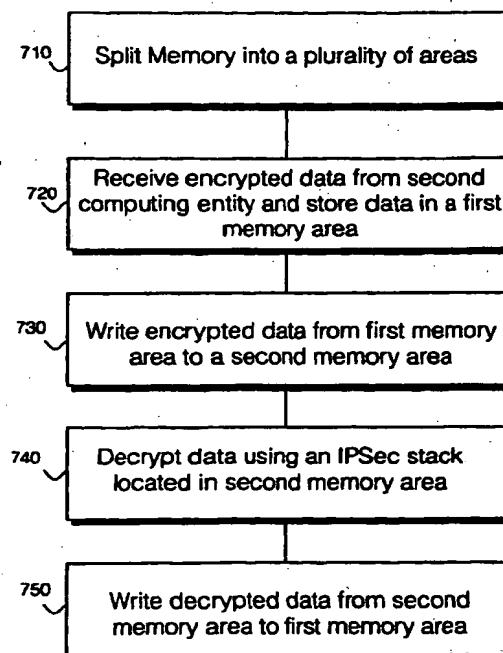 710
Split Memory into a plurality of areas
720
Receive encrypted data from second
computing entity and store data in a first
memory area
730
Write encrypted data from first memory
area to a second memory area
740
Decrypt data using an IPSec stack
located in second memory area
750
Write decrypted data from second
memory area to first memory area